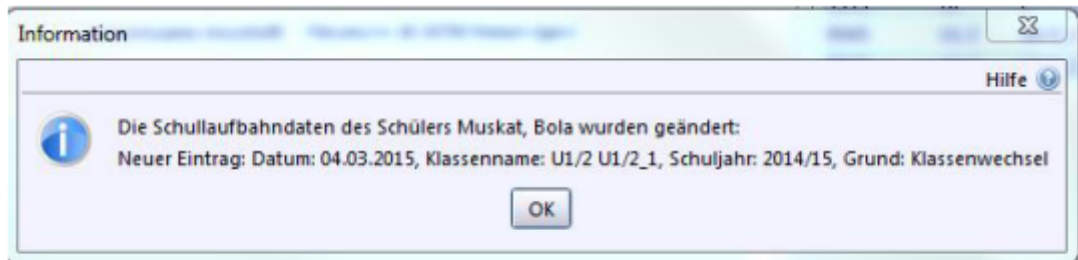 Information
Hilfe
Die Schullaufbahndaten des Schülers Muskat, Bola wurden geändert:
Neuer Eintrag: Datum: 04.03.2015, Klassenname: U1/2 U1/2_1, Schuljahr: 2014/15, Grund: Klassenwechsel
OK